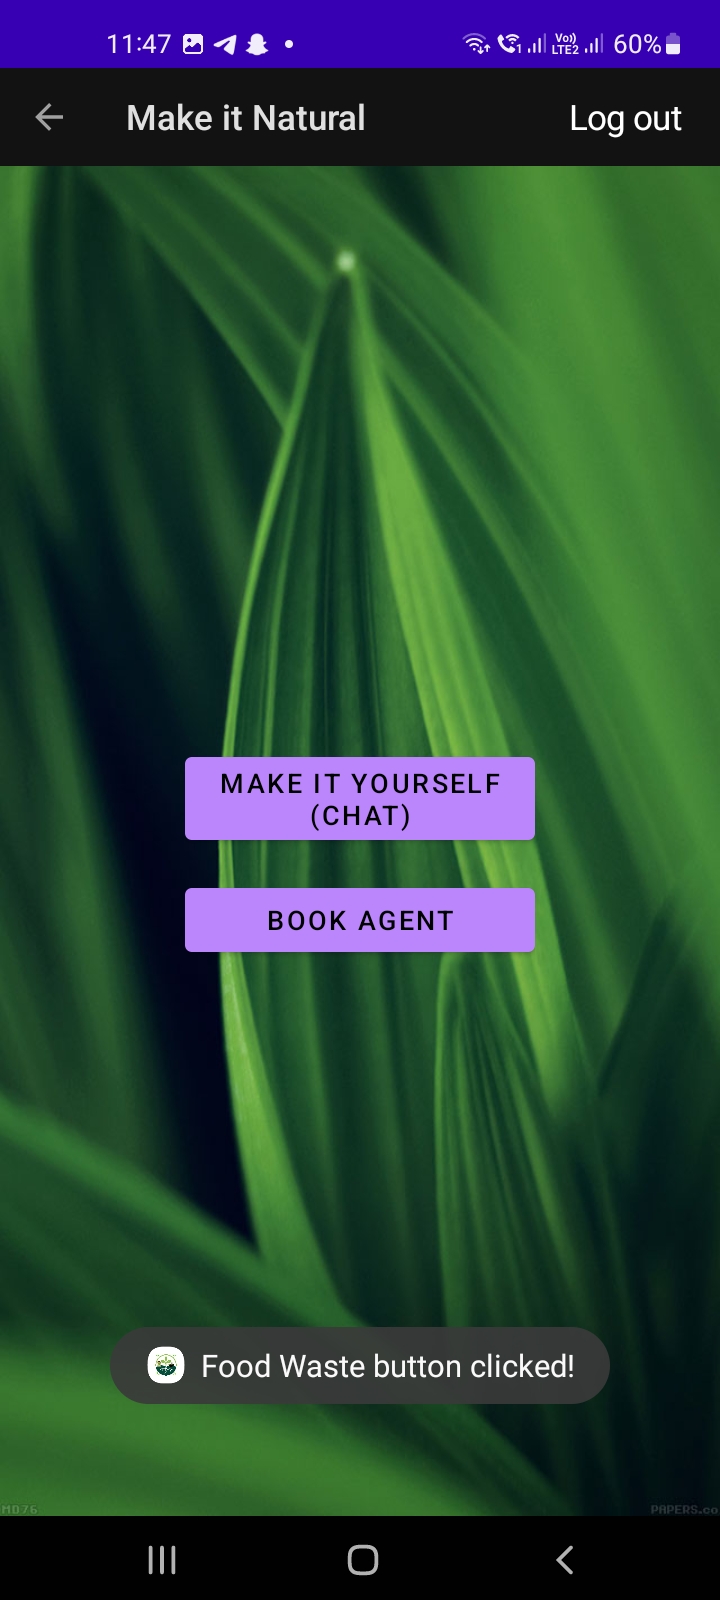 11:47 Vo)) LTE2 60%
Make it Natural Log out
MAKE IT YOURSELF
(CHAT)
BOOK AGENT
Food Waste button clicked!
MD76 PAPERS.co